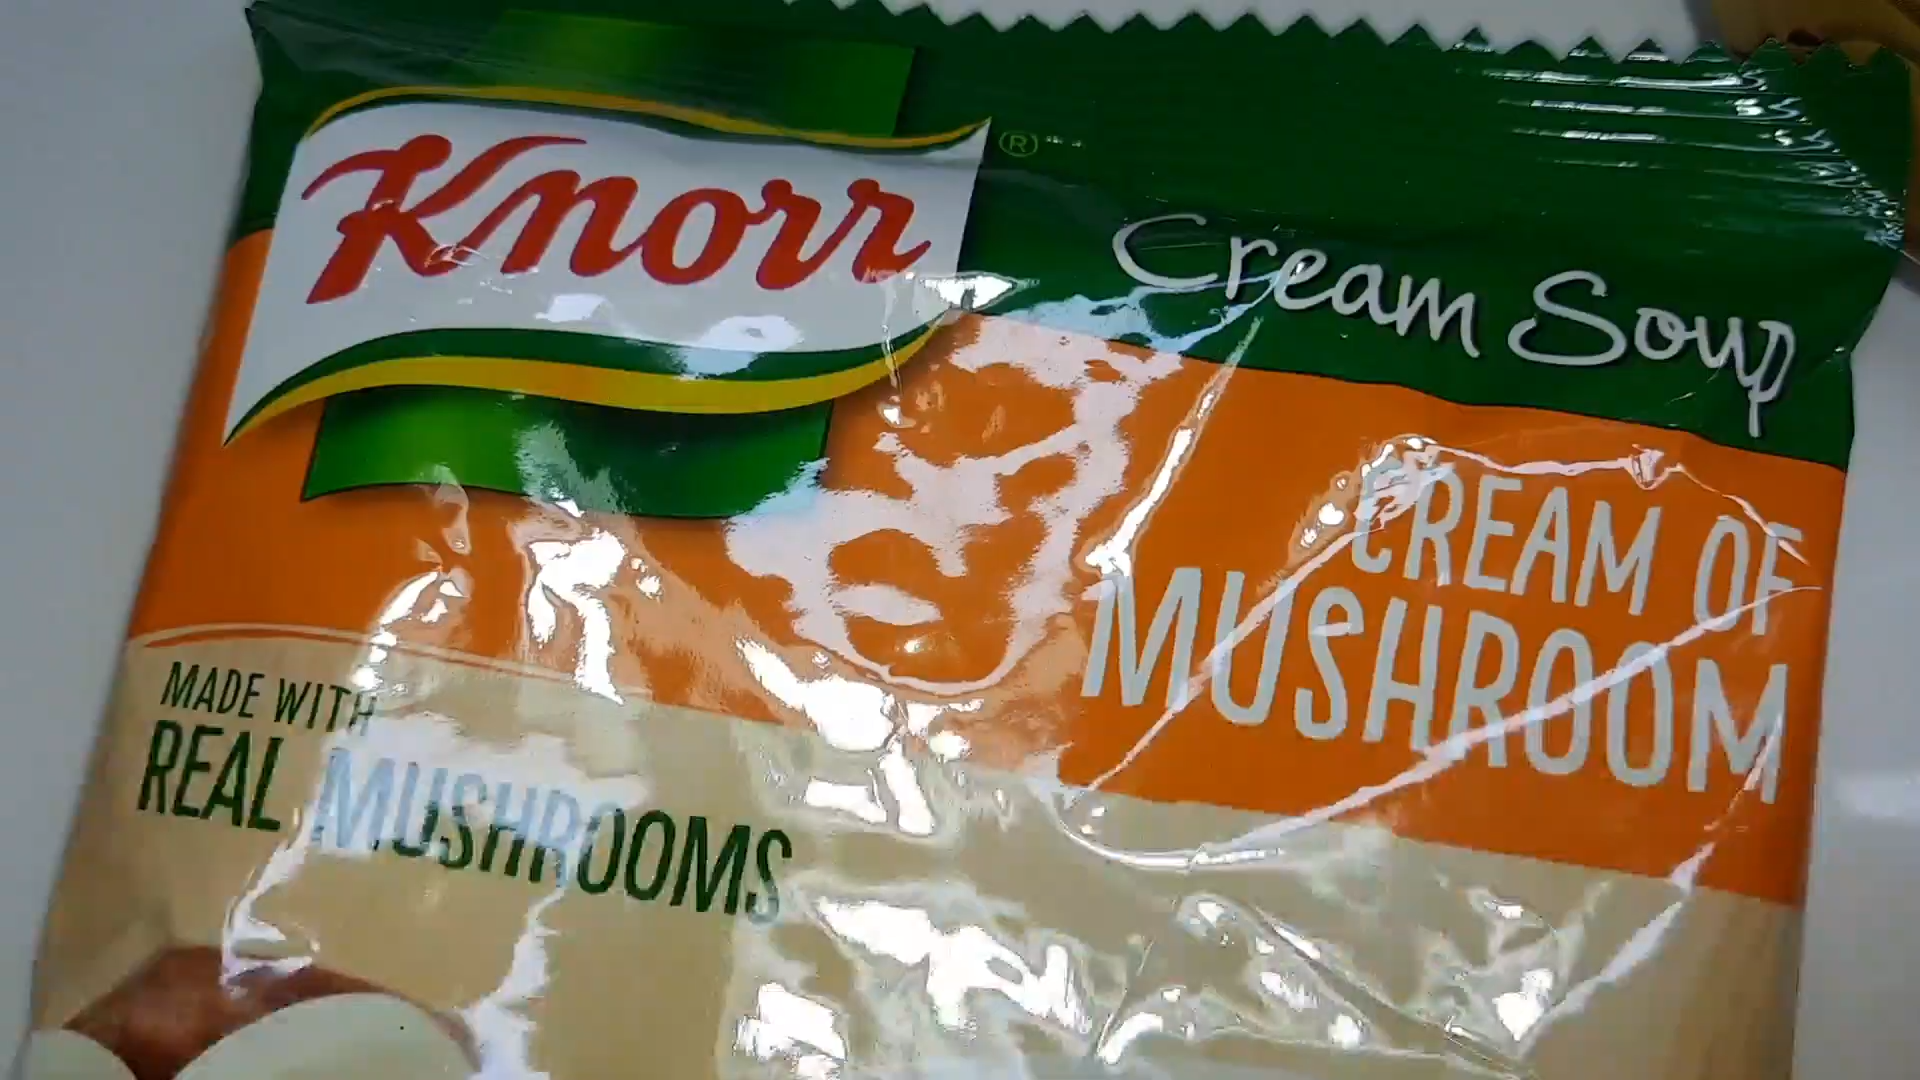 Knorr
®
Cream Soup
CREAM OF
MUSHROOM
MADE WITH
REAL MUSHROOMS